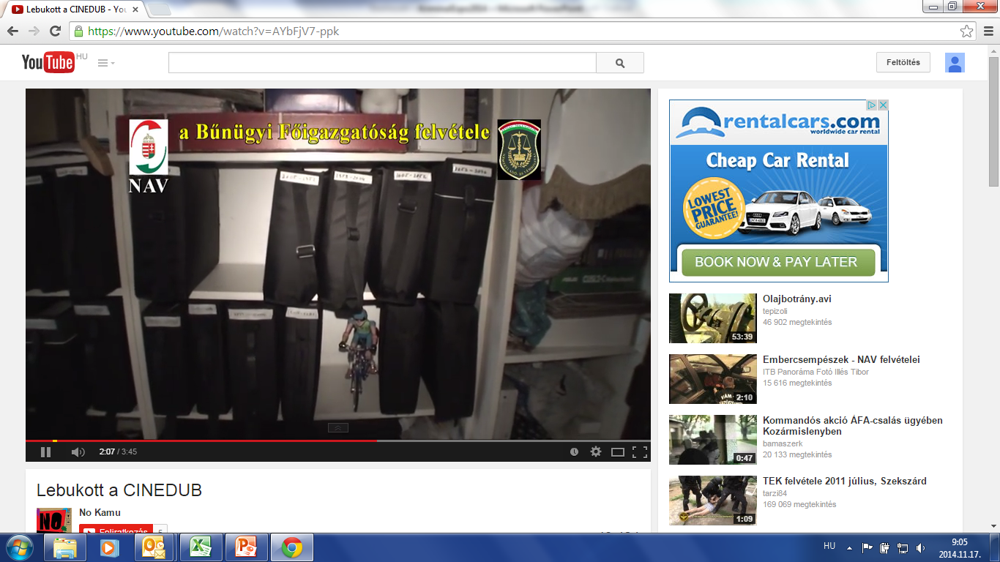 Lebukott a CINEDUB - You
https://www.youtube.com/watch?v=AYbFjV7-ppk
YouTube HU
Feltöltés
a Bűnügyi Főigazgatóság felvétele
NAV
rentalcars.com
worldwide car rental
Cheap Car Rental
LOWEST
PRICE
GUARANTEE!
BOOK NOW & PAY LATER
Olajbotrány.avi
tepizoli
46 902 megtekintés
53:39
Embercsempészek - NAV felvételei
ITB Panoráma Fotó Illés Tibor
15 616 megtekintés
2:10
Kommandós akció ÁFA-csalás ügyében
Kozármislenyben
bamaszerk
20 133 megtekintés
0:47
TEK felvétele 2011 július, Szekszárd
tarzi84
169 069 megtekintés
1:09
2:07 / 3:45
Lebukott a CINEDUB
NO
No Kamu
Feliratkozás 5
HU
9:05
2014.11.17.